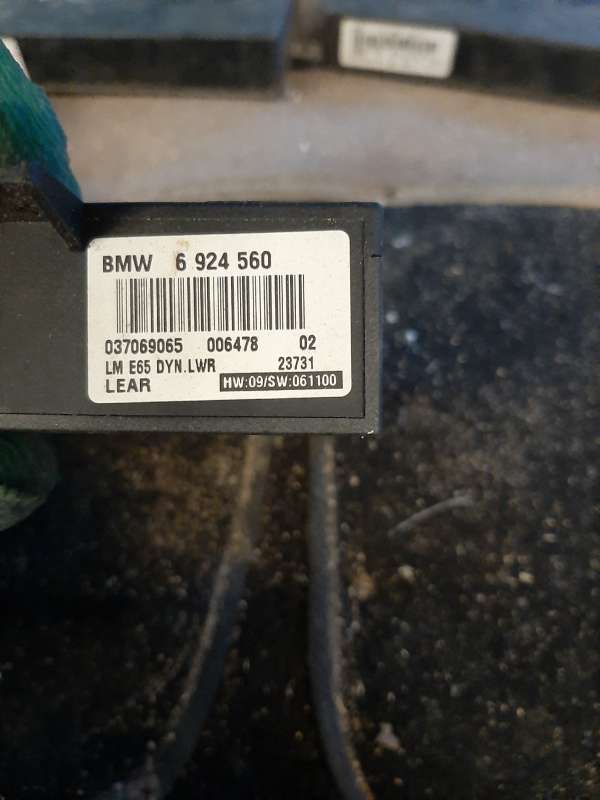 BMW 6 924 560
037069065 006478 02
LM E65 DYN.LWR 23731
LEAR HW:09/SW:061100